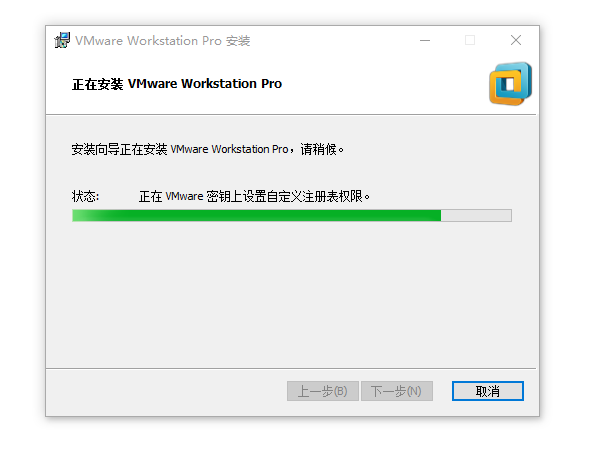 VMware Workstation Pro 安装
正在安装 VMware Workstation Pro
安装向导正在安装 VMware Workstation Pro，请稍候。
状态: 正在 VMware 密钥上设置自定义注册表权限。
上一步(B) 下一步(N) 取消